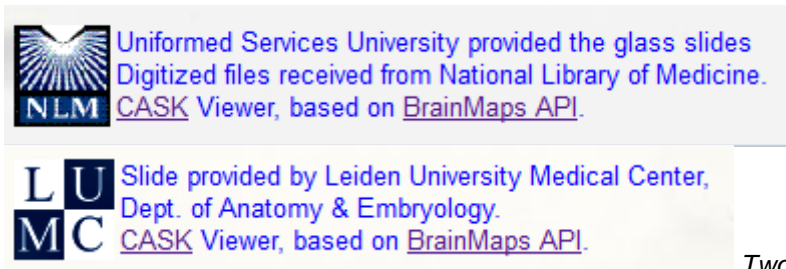 Uniformed Services University provided the glass slides
Digitized files received from National Library of Medicine.
NLM CASK Viewer, based on BrainMaps API.
L U Slide provided by Leiden University Medical Center,
Dept. of Anatomy & Embryology.
M C CASK Viewer, based on BrainMaps API.
Two